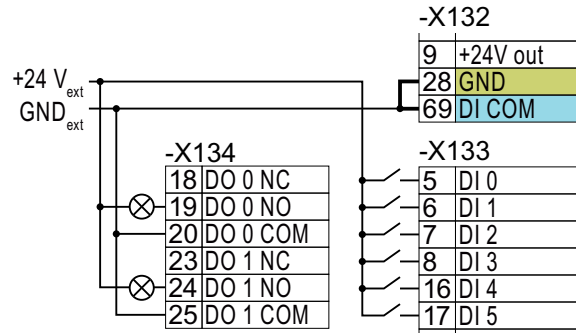 -X132
9 +24V out
28 GND
69 DI COM
+24 Vext
GNDext
-X134
18 DO 0 NC
19 DO 0 NO
20 DO 0 COM
23 DO 1 NC
24 DO 1 NO
25 DO 1 COM
-X133
5 DI 0
6 DI 1
7 DI 2
8 DI 3
16 DI 4
17 DI 5